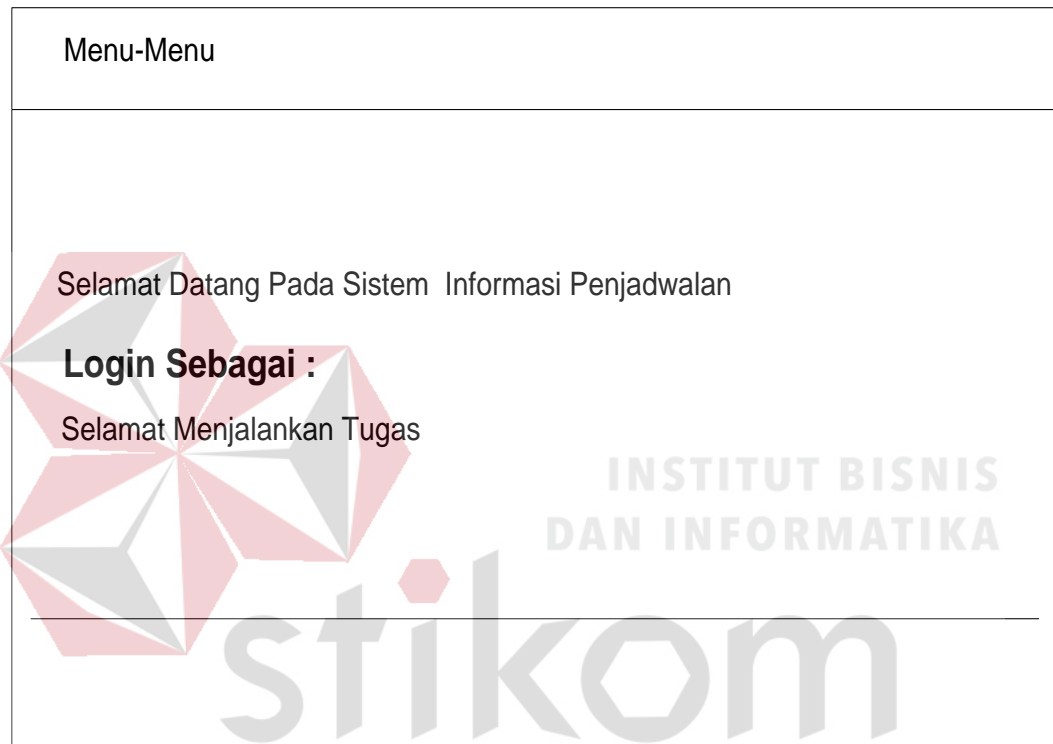 Menu-Menu
Selamat Datang Pada Sistem Informasi Penjadwalan
Login Sebagai :
Selamat Menjalankan Tugas
INSTITUT BISNIS
DAN INFORMATIKA
stikom